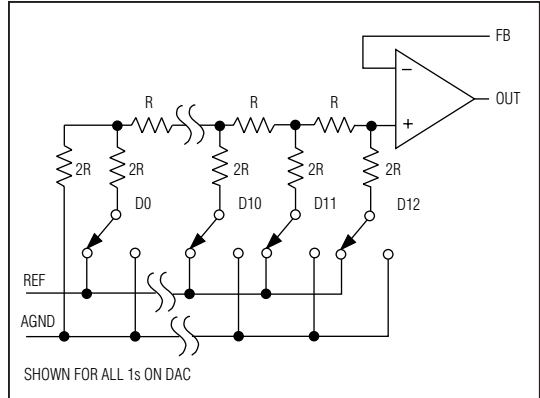 FB
OUT
−
+
R R R
2R 2R 2R 2R 2R
D0 D10 D11 D12
REF
AGND
SHOWN FOR ALL 1s ON DAC